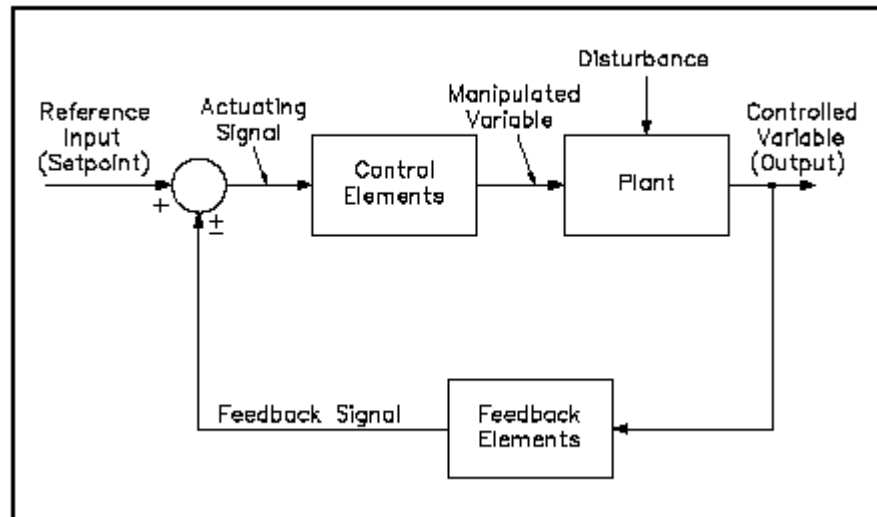 Disturbance
Reference
Input
(Setpoint)
Actuating
Signal
Manipulated
Variable
Controlled
Variable
(Output)
Control
Elements
Plant
+
±
Feedback Signal
Feedback
Elements